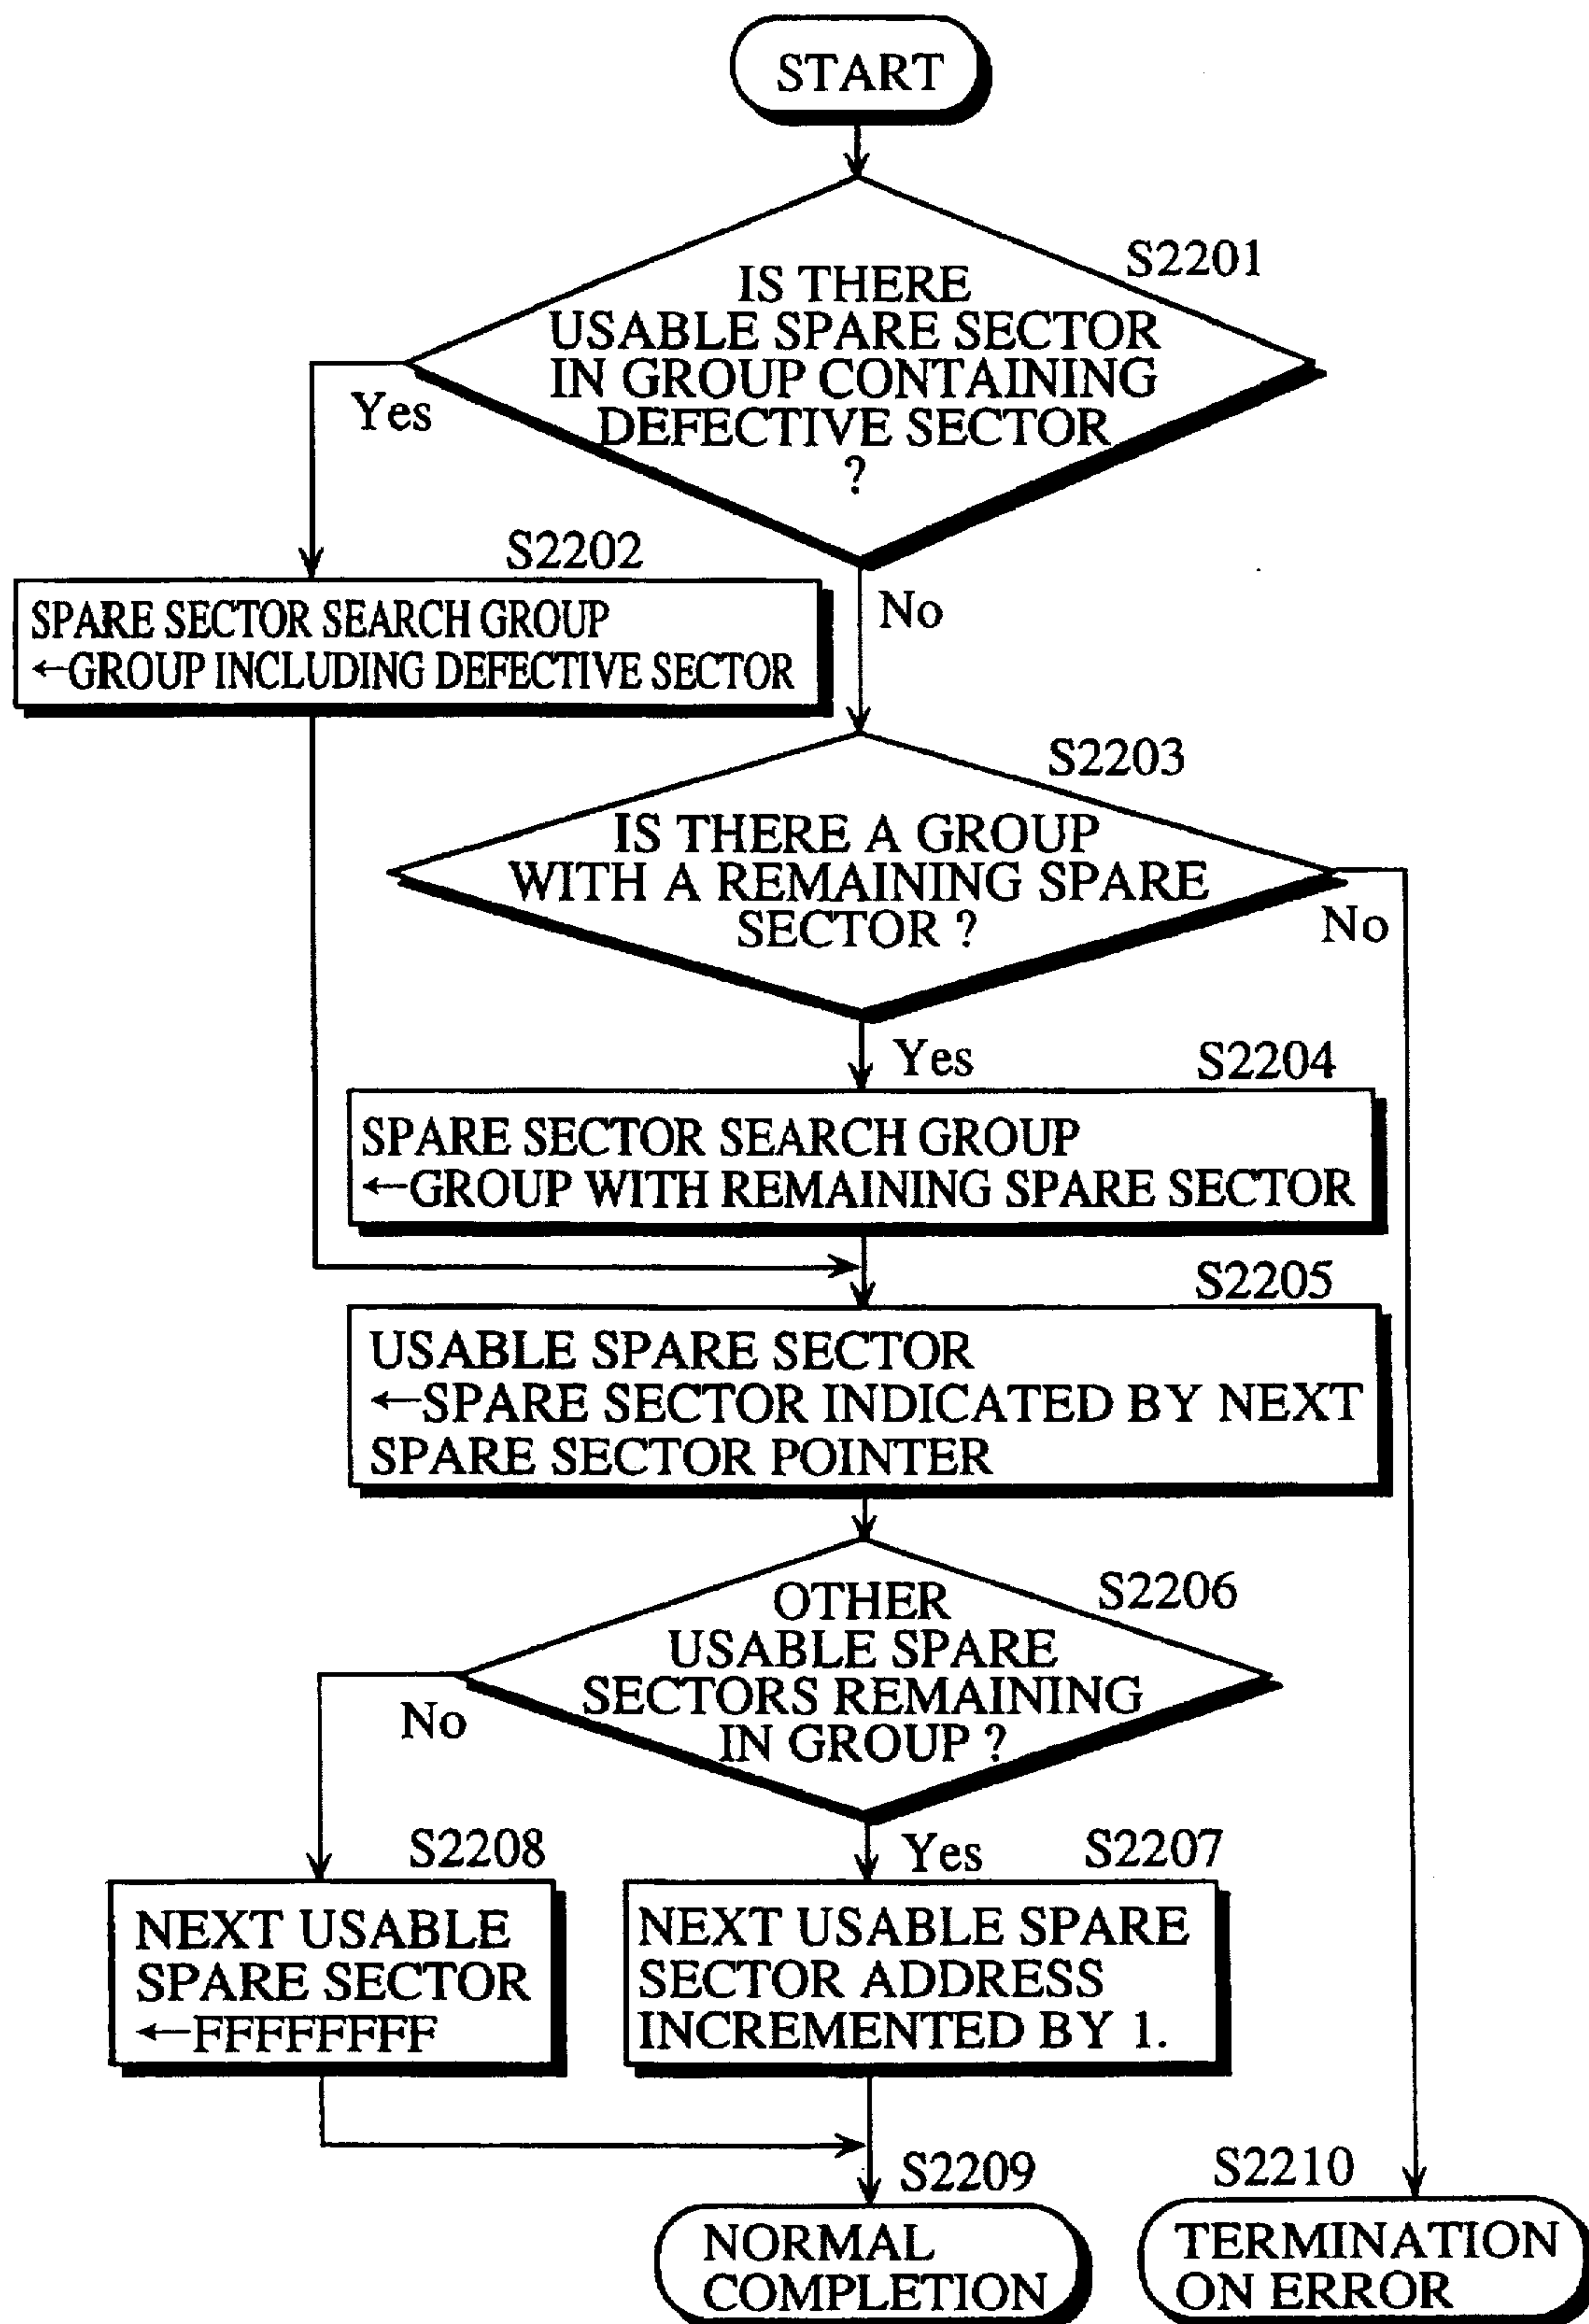 START
S2201
IS THERE
USABLE SPARE SECTOR
IN GROUP CONTAINING
DEFECTIVE SECTOR
?
Yes
No
S2202
SPARE SECTOR SEARCH GROUP
←GROUP INCLUDING DEFECTIVE SECTOR
S2203
IS THERE A GROUP
WITH A REMAINING SPARE
SECTOR ?
No
Yes
S2204
SPARE SECTOR SEARCH GROUP
←GROUP WITH REMAINING SPARE SECTOR
S2205
USABLE SPARE SECTOR
←SPARE SECTOR INDICATED BY NEXT
SPARE SECTOR POINTER
S2206
OTHER
USABLE SPARE
SECTORS REMAINING
IN GROUP ?
No
Yes
S2208
NEXT USABLE
SPARE SECTOR
←FFFFFFFF
S2207
NEXT USABLE SPARE
SECTOR ADDRESS
INCREMENTED BY 1.
S2209
NORMAL
COMPLETION
S2210
TERMINATION
ON ERROR